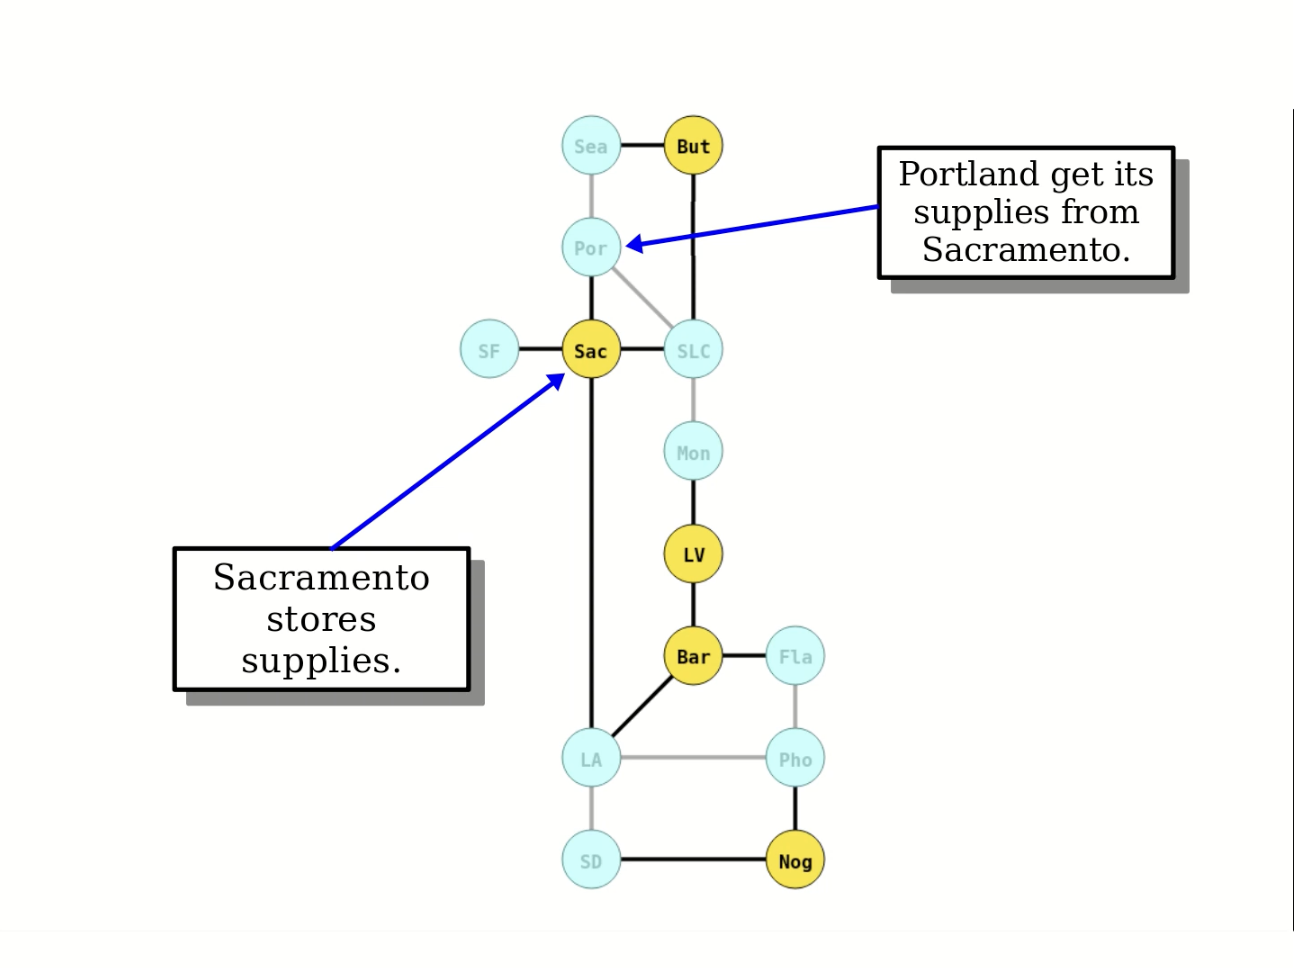 Sea
But
Portland get its
supplies from
Sacramento.
Por
SF
Sac
SLC
Mon
LV
Sacramento
stores
supplies.
Bar
Fla
LA
Pho
SD
Nog